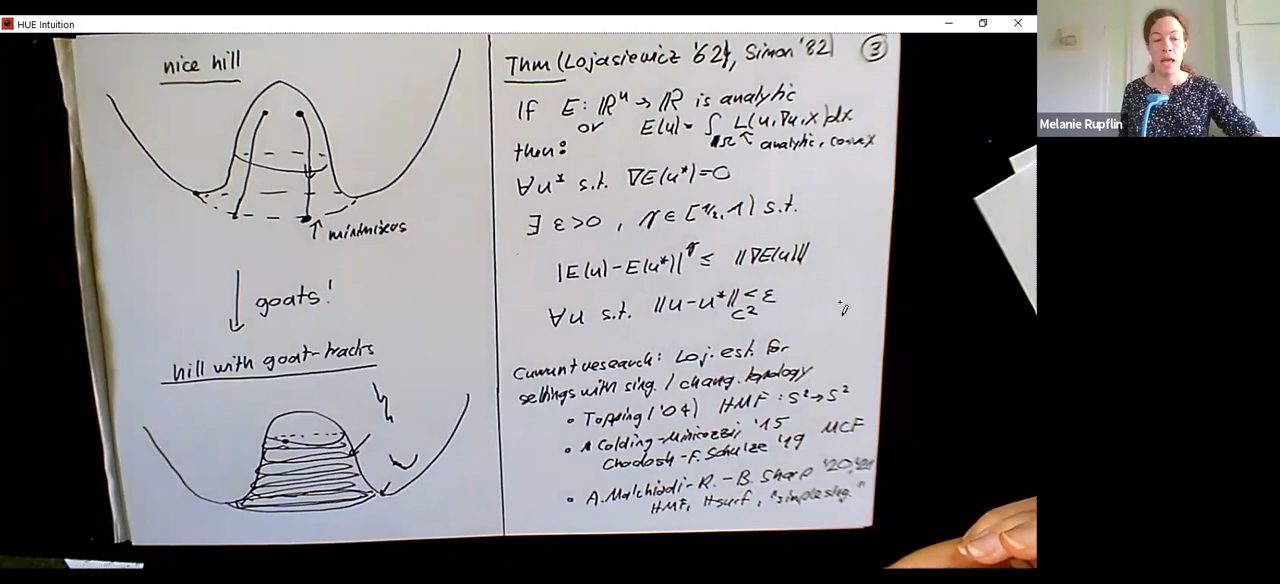 HUE Intuition
Melanie Rupflin
nice hill
minimizers
goats!
hill with goat-tracks
3
Thm (Lojasiewicz '62, Simon '82)
If E: ℝⁿ → ℝ is analytic
or E(u) = ∫_Ω L(u, ∇u, x) dx
↑ analytic, convex
then:
∀u* s.t. ∇E(u*)=0
∃ ε>0, γ ∈ [1/2, 1) s.t.
|E(u) - E(u*)|^γ ≤ ||∇E(u)||
∀u s.t. ||u-u*||_C² < ε
Current research: Loj. est. for
settings with sing. / chang. topology
• Topping ('04) HMF: S² → S²
• Colding-Minicozzi '15 MCF
Chodosh-F. Schulze '19
• A. Malchiodi-R.-B. Sharp '20,'21
HMF, Hsurf, "simple sing."